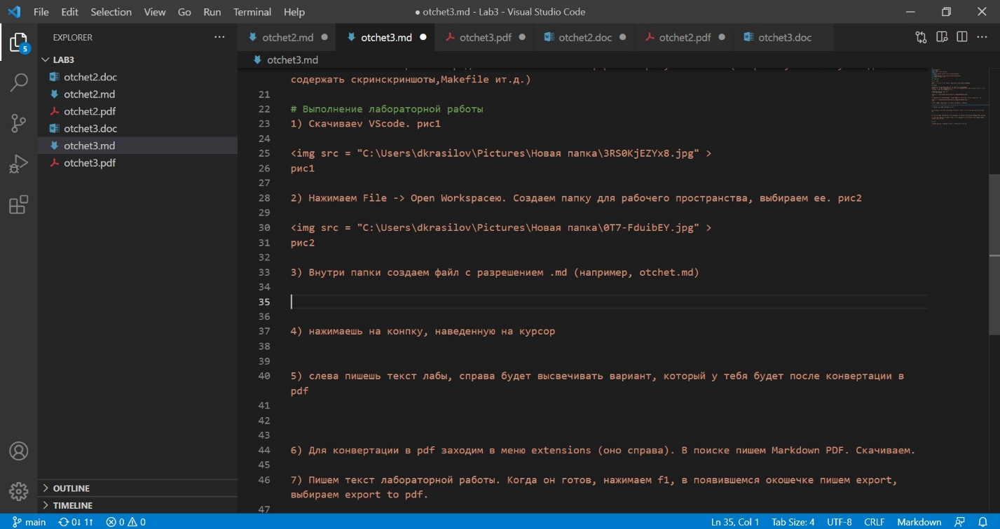 File Edit Selection View Go Run Terminal Help
● otchet3.md - Lab3 - Visual Studio Code
EXPLORER
otchet2.md otchet3.md otchet3.pdf otchet2.doc otchet2.pdf otchet3.doc
5
LAB3
otchet2.doc
otchet2.md
otchet2.pdf
otchet3.doc
otchet3.md
otchet3.pdf
OUTLINE
TIMELINE
otchet3.md
содержать скринскриншоты,Makefile ит.д.)
21
22 # Выполнение лабораторной работы
23 1) Скачиваеv VScode. рис1
24
25 <img src = "C:\Users\dkrasilov\Pictures\Новая папка\3RS0KjEZYx8.jpg" >
26 рис1
27
28 2) Нажимаем File -> Open Workspaceю. Создаем папку для рабочего пространства, выбираем ее. рис2
29
30 <img src = "C:\Users\dkrasilov\Pictures\Новая папка\0T7-FduibEY.jpg" >
31 рис2
32
33 3) Внутри папки создаем файл с разрешением .md (например, otchet.md)
34
35
36
37 4) нажимаешь на конпку, наведенную на курсор
38
39
40 5) слева пишешь текст лабы, справа будет высвечивать вариант, который у тебя будет после конвертации в
pdf
41
42
43
44 6) Для конвертации в pdf заходим в меню extensions (оно справа). В поиске пишем Markdown PDF. Скачиваем.
45
46 7) Пишем текст лабораторной работы. Когда он готов, нажимаем f1, в появившемся окошечке пишем export,
выбираем export to pdf.
47
main 0↓ 1↑ 0 0 Ln 35, Col 1 Tab Size: 4 UTF-8 CRLF Markdown